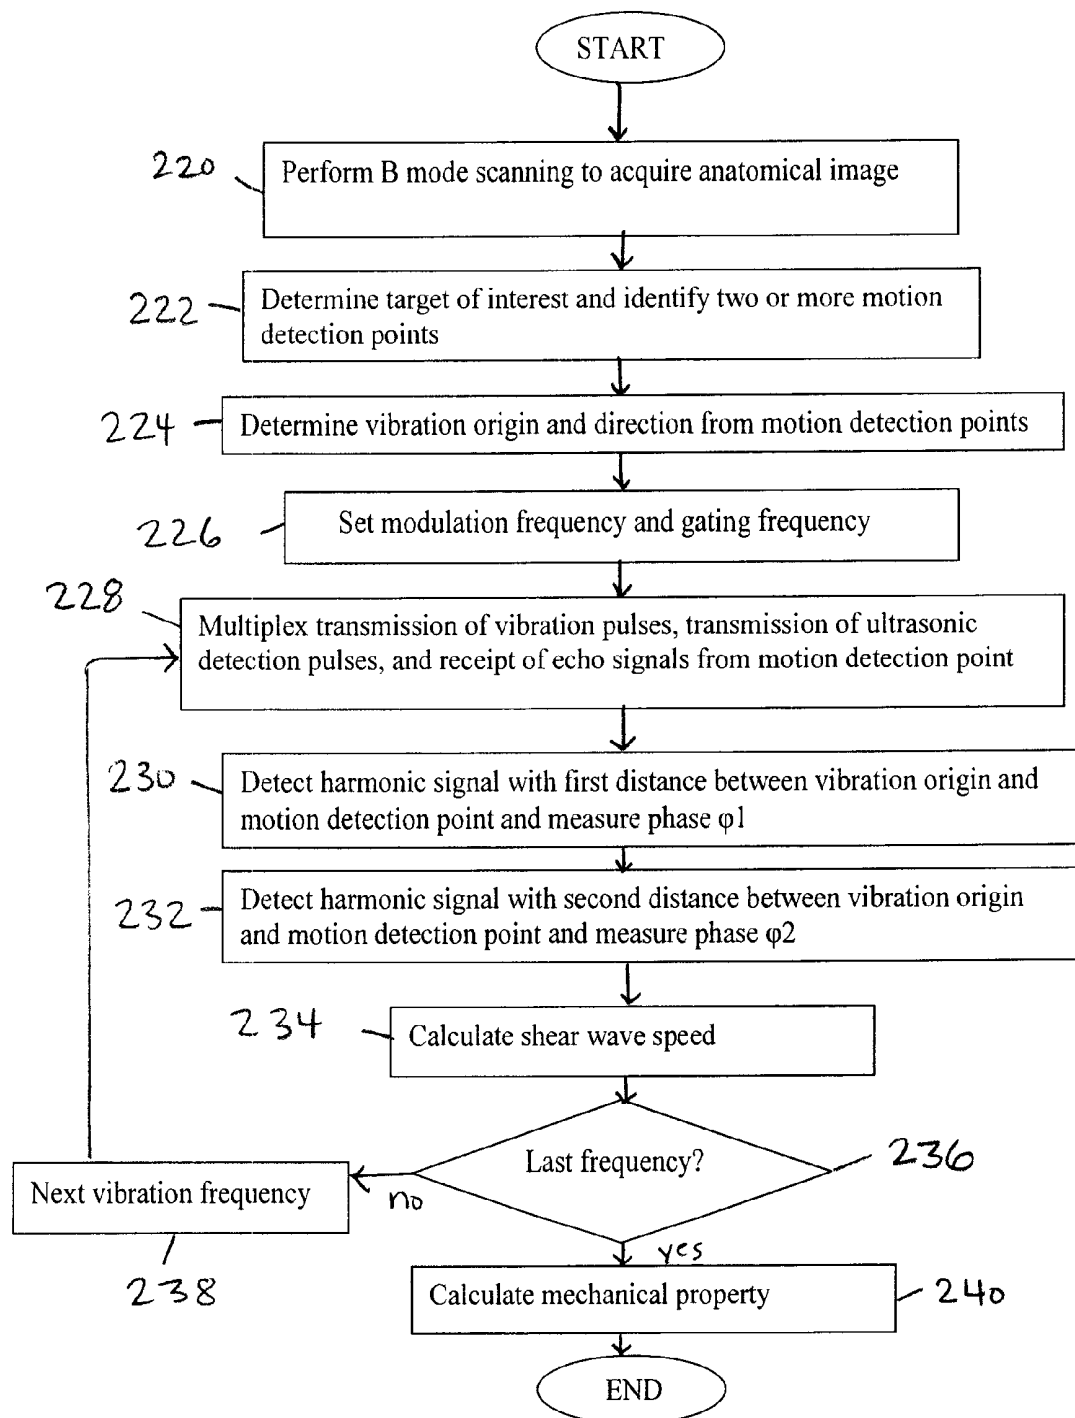 START
220
Perform B mode scanning to acquire anatomical image
222
Determine target of interest and identify two or more motion
detection points
224
Determine vibration origin and direction from motion detection points
226
Set modulation frequency and gating frequency
228
Multiplex transmission of vibration pulses, transmission of ultrasonic
detection pulses, and receipt of echo signals from motion detection point
230
Detect harmonic signal with first distance between vibration origin and
motion detection point and measure phase φ1
232
Detect harmonic signal with second distance between vibration origin
and motion detection point and measure phase φ2
234
Calculate shear wave speed
Last frequency?
236
no
Next vibration frequency
238
yes
Calculate mechanical property
240
END